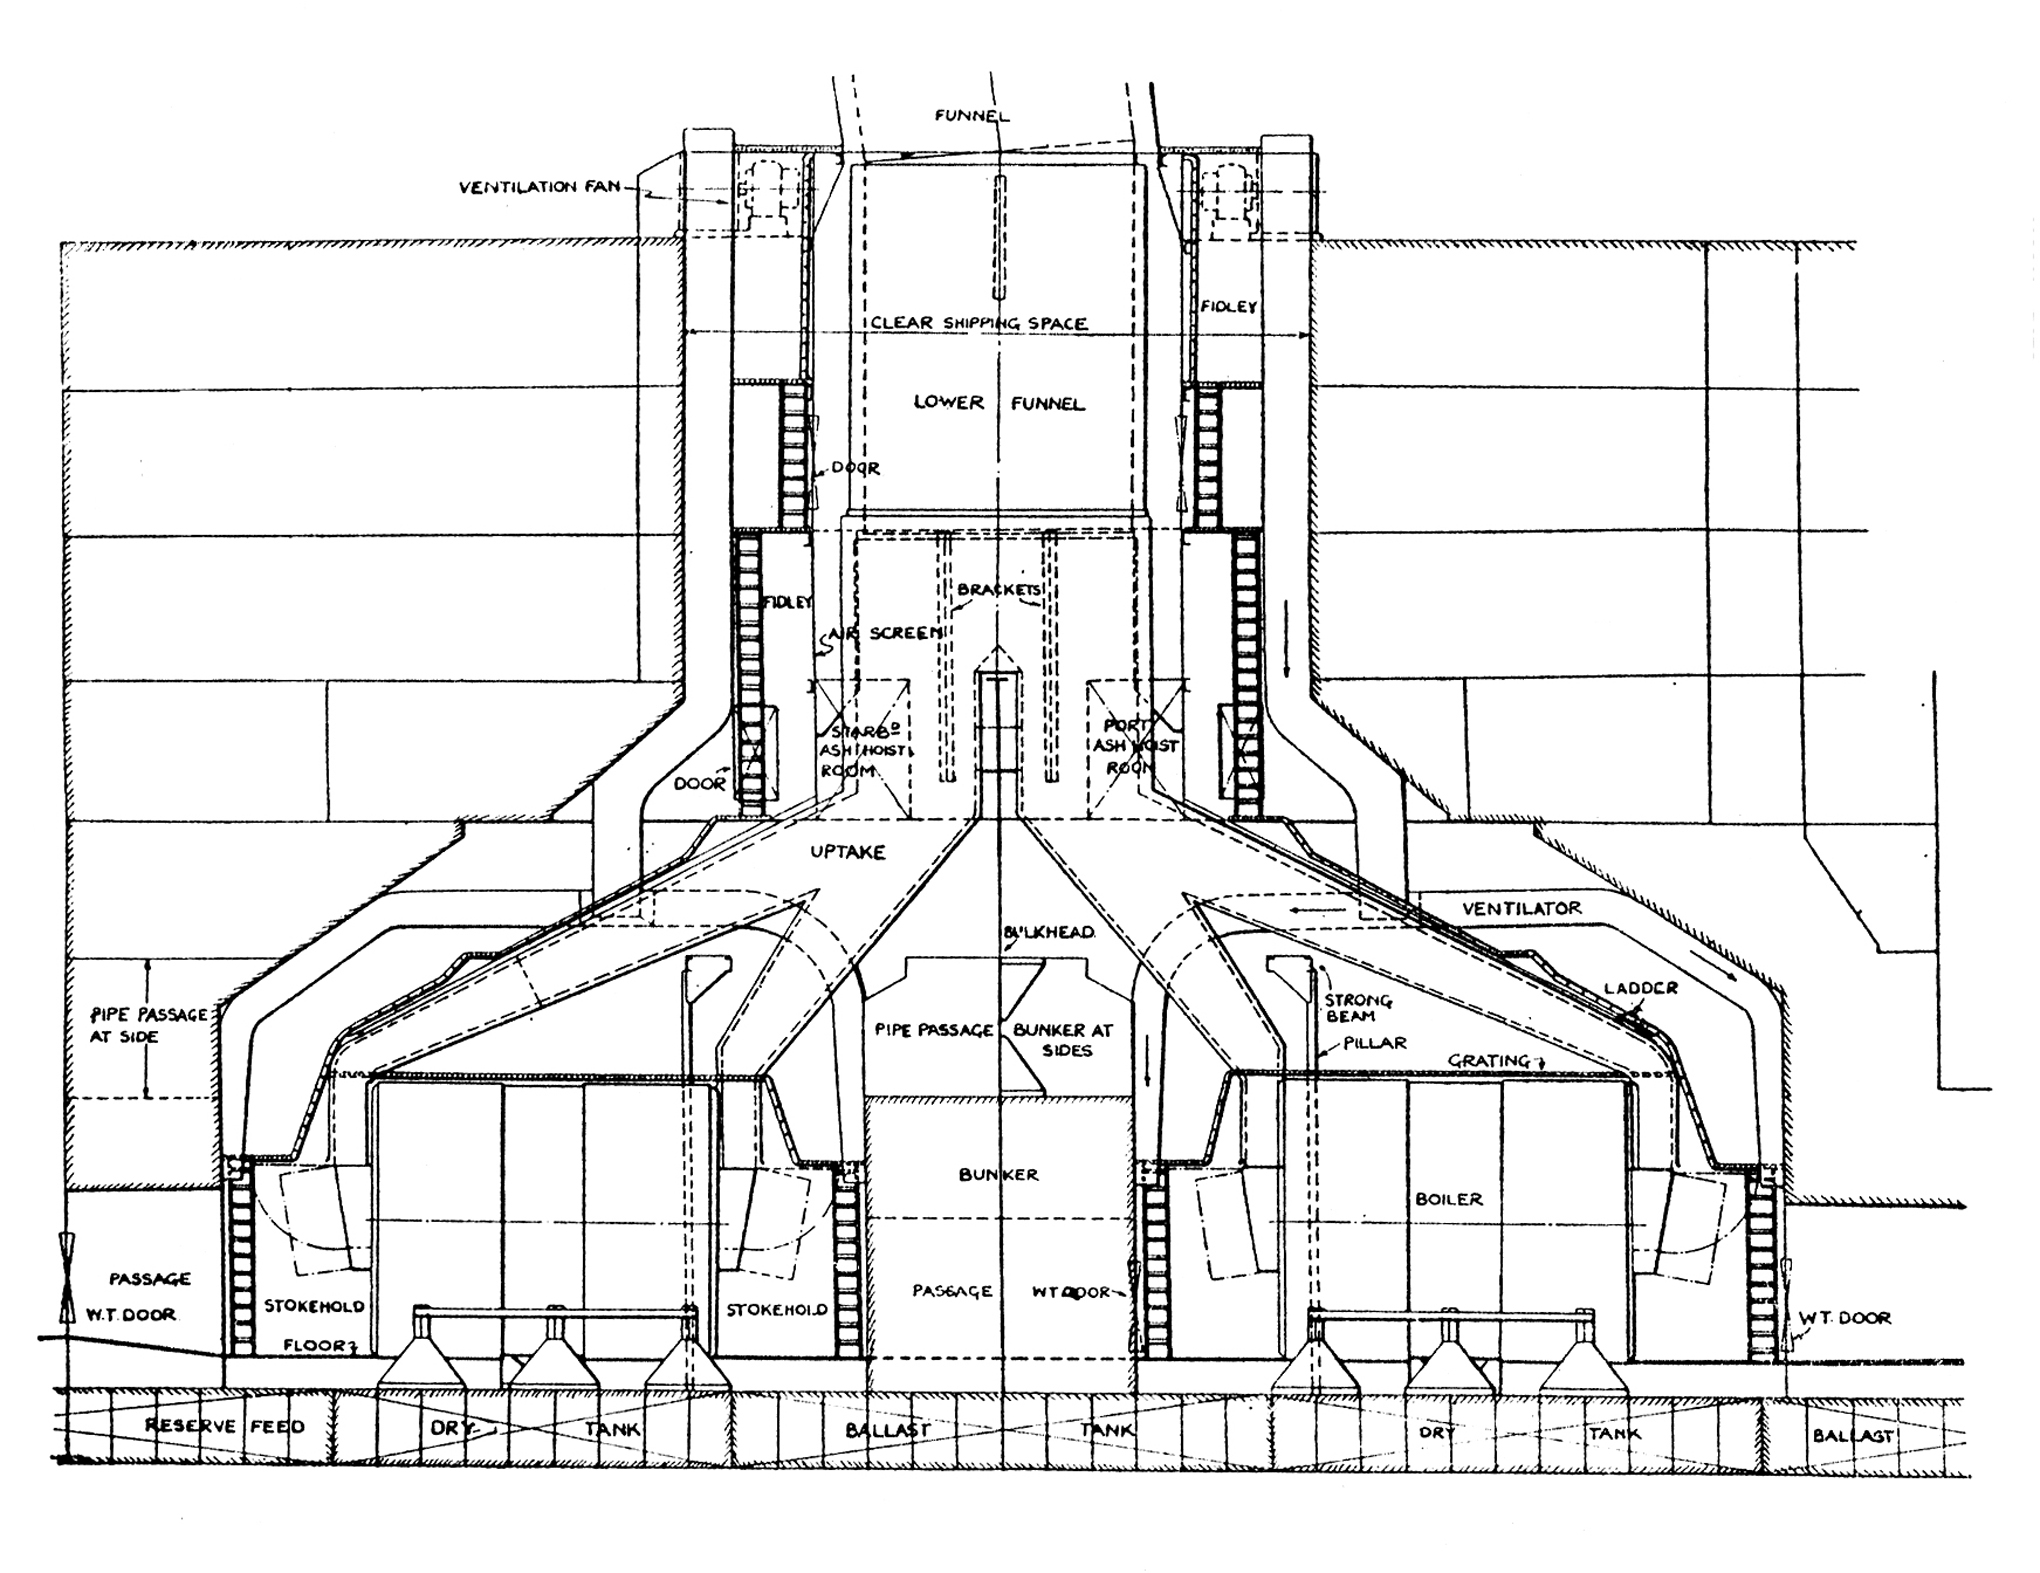 FUNNEL
VENTILATION FAN
FIDLEY
CLEAR SHIPPING SPACE
LOWER FUNNEL
DOOR
BRACKETS
FIDLEY
AIR SCREEN
STARBD
ASH HOIST
ROOM
PORT
ASH HOIST
ROOM
DOOR
UPTAKE
VENTILATOR
BULKHEAD
LADDER
STRONG
BEAM
PIPE PASSAGE
AT SIDE
PIPE PASSAGE
BUNKER AT
SIDES
PILLAR
GRATING
BUNKER
BOILER
PASSAGE
W.T. DOOR
STOKEHOLD
STOKEHOLD
PASSAGE
WT DOOR
W.T. DOOR
FLOOR
RESERVE FEED
DRY TANK
BALLAST TANK
DRY TANK
BALLAST